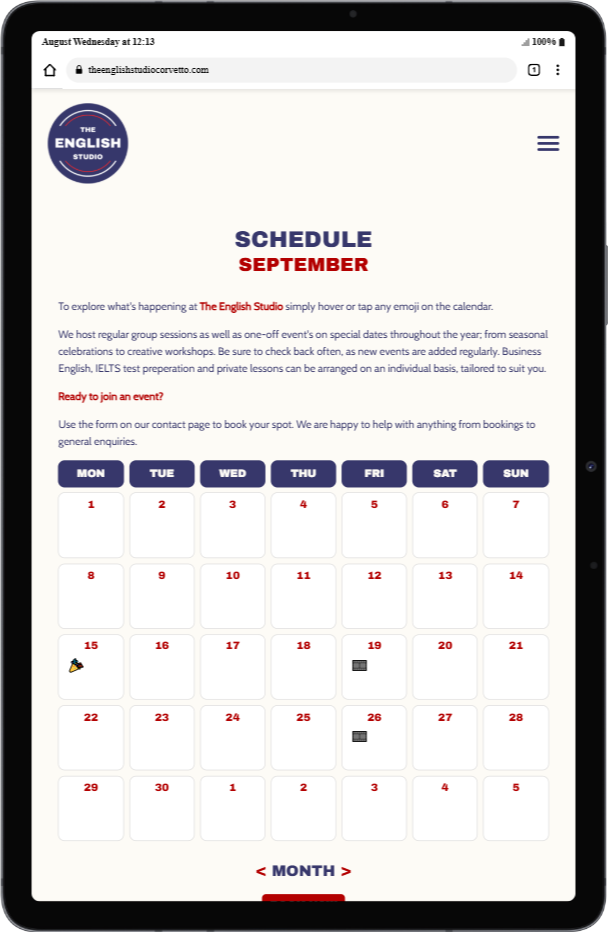 August Wednesday at 12:13
100%
theenglishstudiocorvetto.com
1
THE
ENGLISH
STUDIO
SCHEDULE
SEPTEMBER
To explore what's happening at The English Studio simply hover or tap any emoji on the calendar.
We host regular group sessions as well as one-off event's on special dates throughout the year; from seasonal
celebrations to creative workshops. Be sure to check back often, as new events are added regularly. Business
English, IELTS test preperation and private lessons can be arranged on an individual basis, tailored to suit you.
Ready to join an event?
Use the form on our contact page to book your spot. We are happy to help with anything from bookings to
general enquiries.
MON TUE WED THU FRI SAT SUN
1 2 3 4 5 6 7
8 9 10 11 12 13 14
15 16 17 18 19 20 21
22 23 24 25 26 27 28
29 30 1 2 3 4 5
< MONTH >